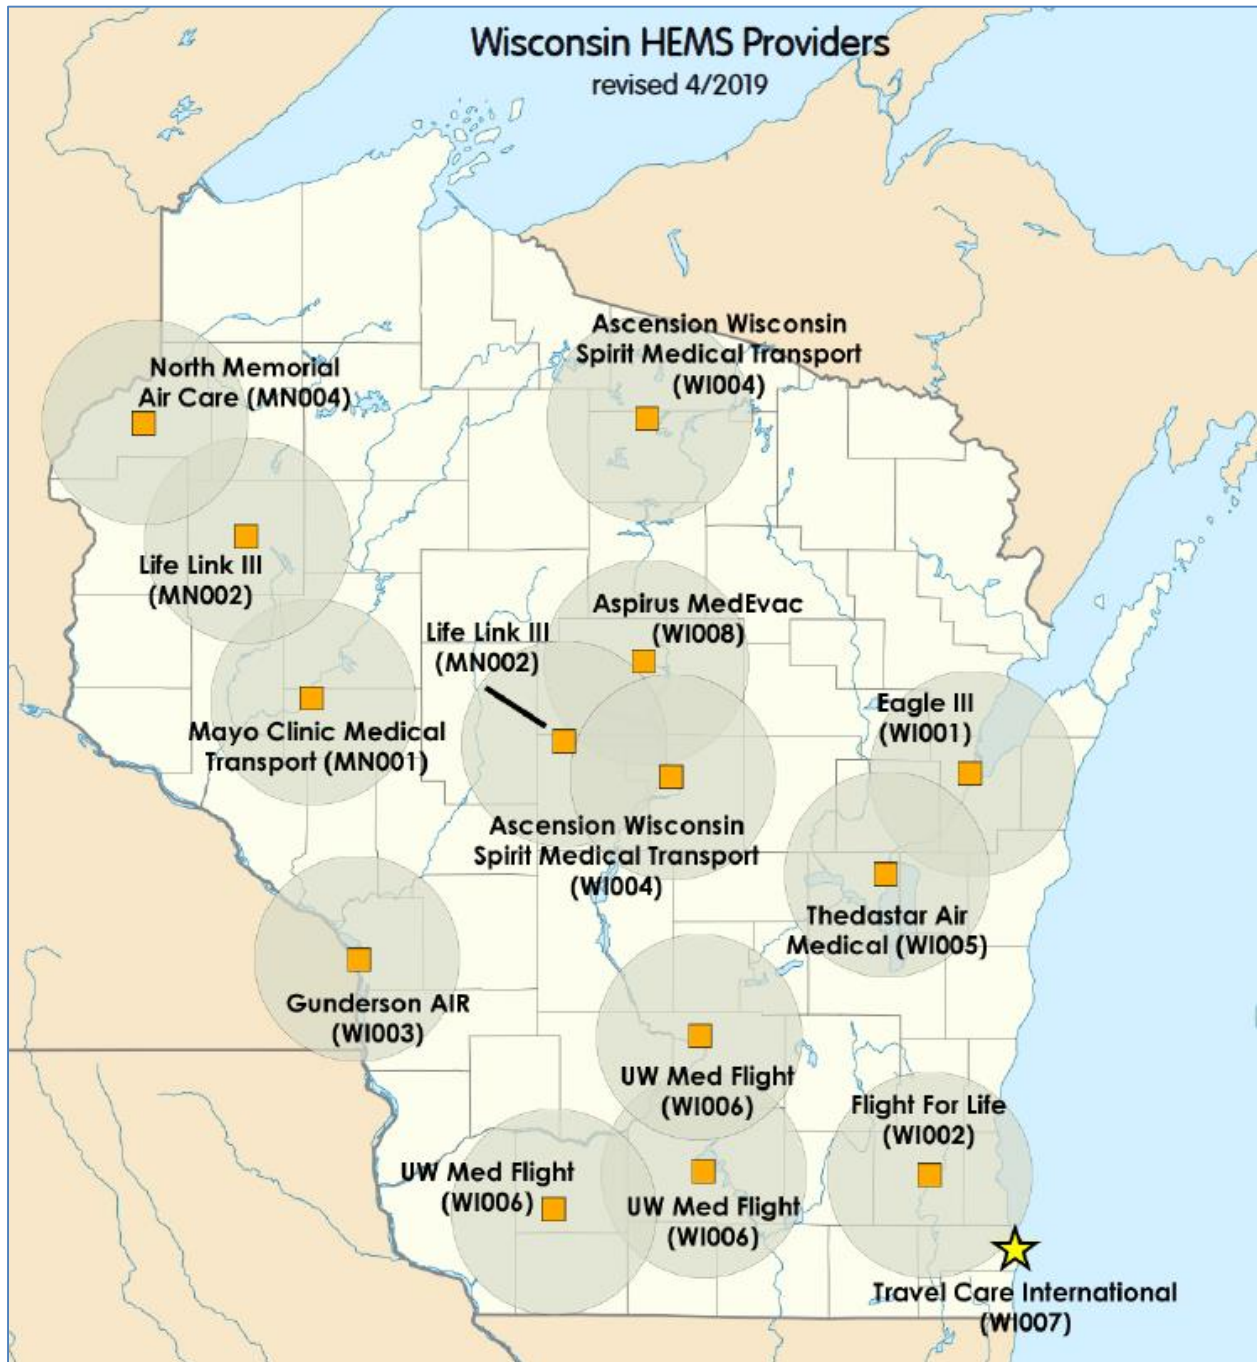 Wisconsin HEMS Providers
revised 4/2019
Ascension Wisconsin
Spirit Medical Transport
(WI004)
North Memorial
Air Care (MN004)
Life Link III
(MN002)
Aspirus MedEvac
(WI008)
Life Link III
(MN002)
Eagle III
(WI001)
Mayo Clinic Medical
Transport (MN001)
Ascension Wisconsin
Spirit Medical Transport
(WI004)
Thedastar Air
Medical (WI005)
Gunderson AIR
(WI003)
UW Med Flight
(WI006)
Flight For Life
(WI002)
UW Med Flight
(WI006)
UW Med Flight
(WI006)
Travel Care International
(WI007)